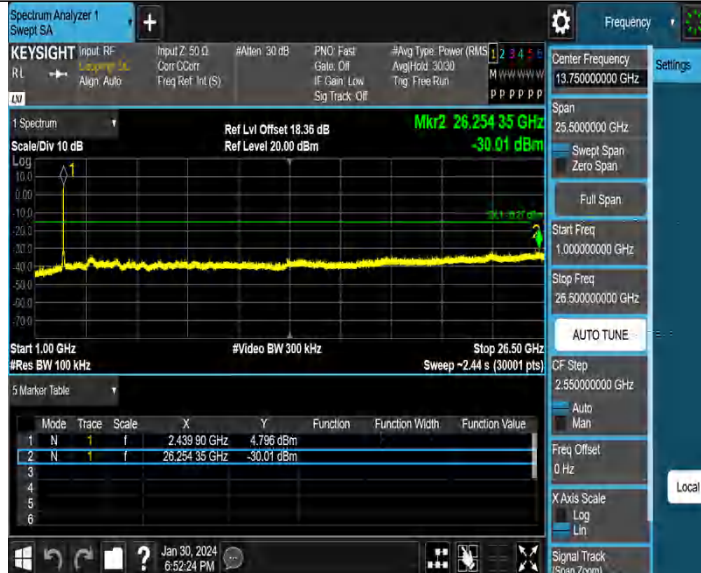 Spectrum Analyzer 1
Swept SA
Frequency
KEYSIGHT
RL
Input: RF
Align: Auto
Input Z: 50 Ω
Corr CCorr
Freq Ref: Int (S)
#Atten: 30 dB
PNO: Fast
Gate: Off
IF Gain: Low
Sig Track: Off
#Avg Type: Power (RMS
Avg|Hold: 30/30
Trig: Free Run
1 2 3 4 5 6
M W W W W W
P P P P P P
Center Frequency
13.750000000 GHz
Settings
Span
25.5000000 GHz
Swept Span
Zero Span
Full Span
Start Freq
1.000000000 GHz
Stop Freq
26.500000000 GHz
AUTO TUNE
CF Step
2.550000000 GHz
Auto
Man
Freq Offset
0 Hz
X Axis Scale
Log
Lin
Signal Track
(Span Zoom)
Local
1 Spectrum
Scale/Div 10 dB
Ref Lvl Offset 18.36 dB
Ref Level 20.00 dBm
Mkr2 26.254 35 GHz
-30.01 dBm
Log
10.0
0.00
-10.0
-20.0
-30.0
-40.0
-50.0
-60.0
-70.0
1
2
Start 1.00 GHz
#Res BW 100 kHz
#Video BW 300 kHz
Stop 26.50 GHz
Sweep ~2.44 s (30001 pts)
5 Marker Table
Mode Trace Scale X Y Function Function Width Function Value
1 N 1 f 2.439 90 GHz 4.796 dBm
2 N 1 f 26.254 35 GHz -30.01 dBm
3
4
5
6
?
Jan 30, 2024
6:52:24 PM